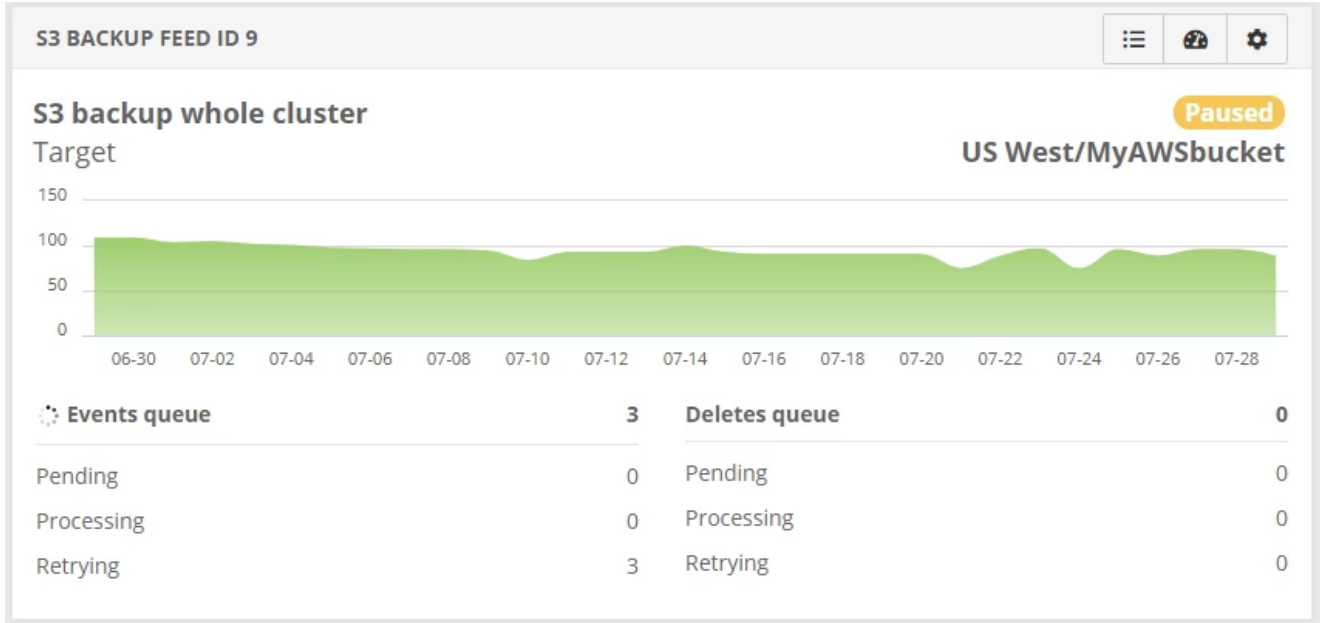 S3 BACKUP FEED ID 9
S3 backup whole cluster
Paused
Target
US West/MyAWSbucket
150
100
50
0
06-30 07-02 07-04 07-06 07-08 07-10 07-12 07-14 07-16 07-18 07-20 07-22 07-24 07-26 07-28
Events queue 3
Pending 0
Processing 0
Retrying 3
Deletes queue 0
Pending 0
Processing 0
Retrying 0